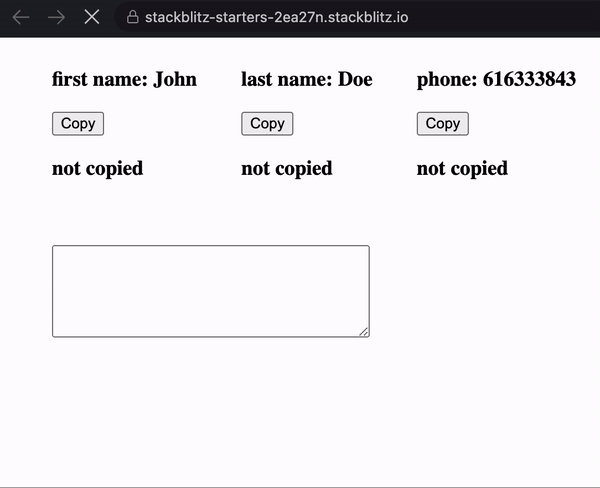 stackblitz-starters-2ea27n.stackblitz.io
first name: John last name: Doe phone: 616333843
Copy Copy Copy
not copied not copied not copied